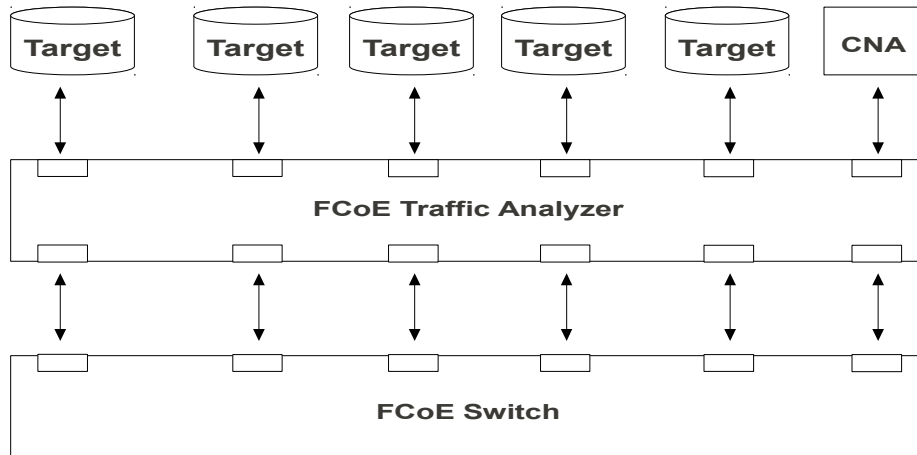 Target Target Target Target Target CNA
FCoE Traffic Analyzer
FCoE Switch